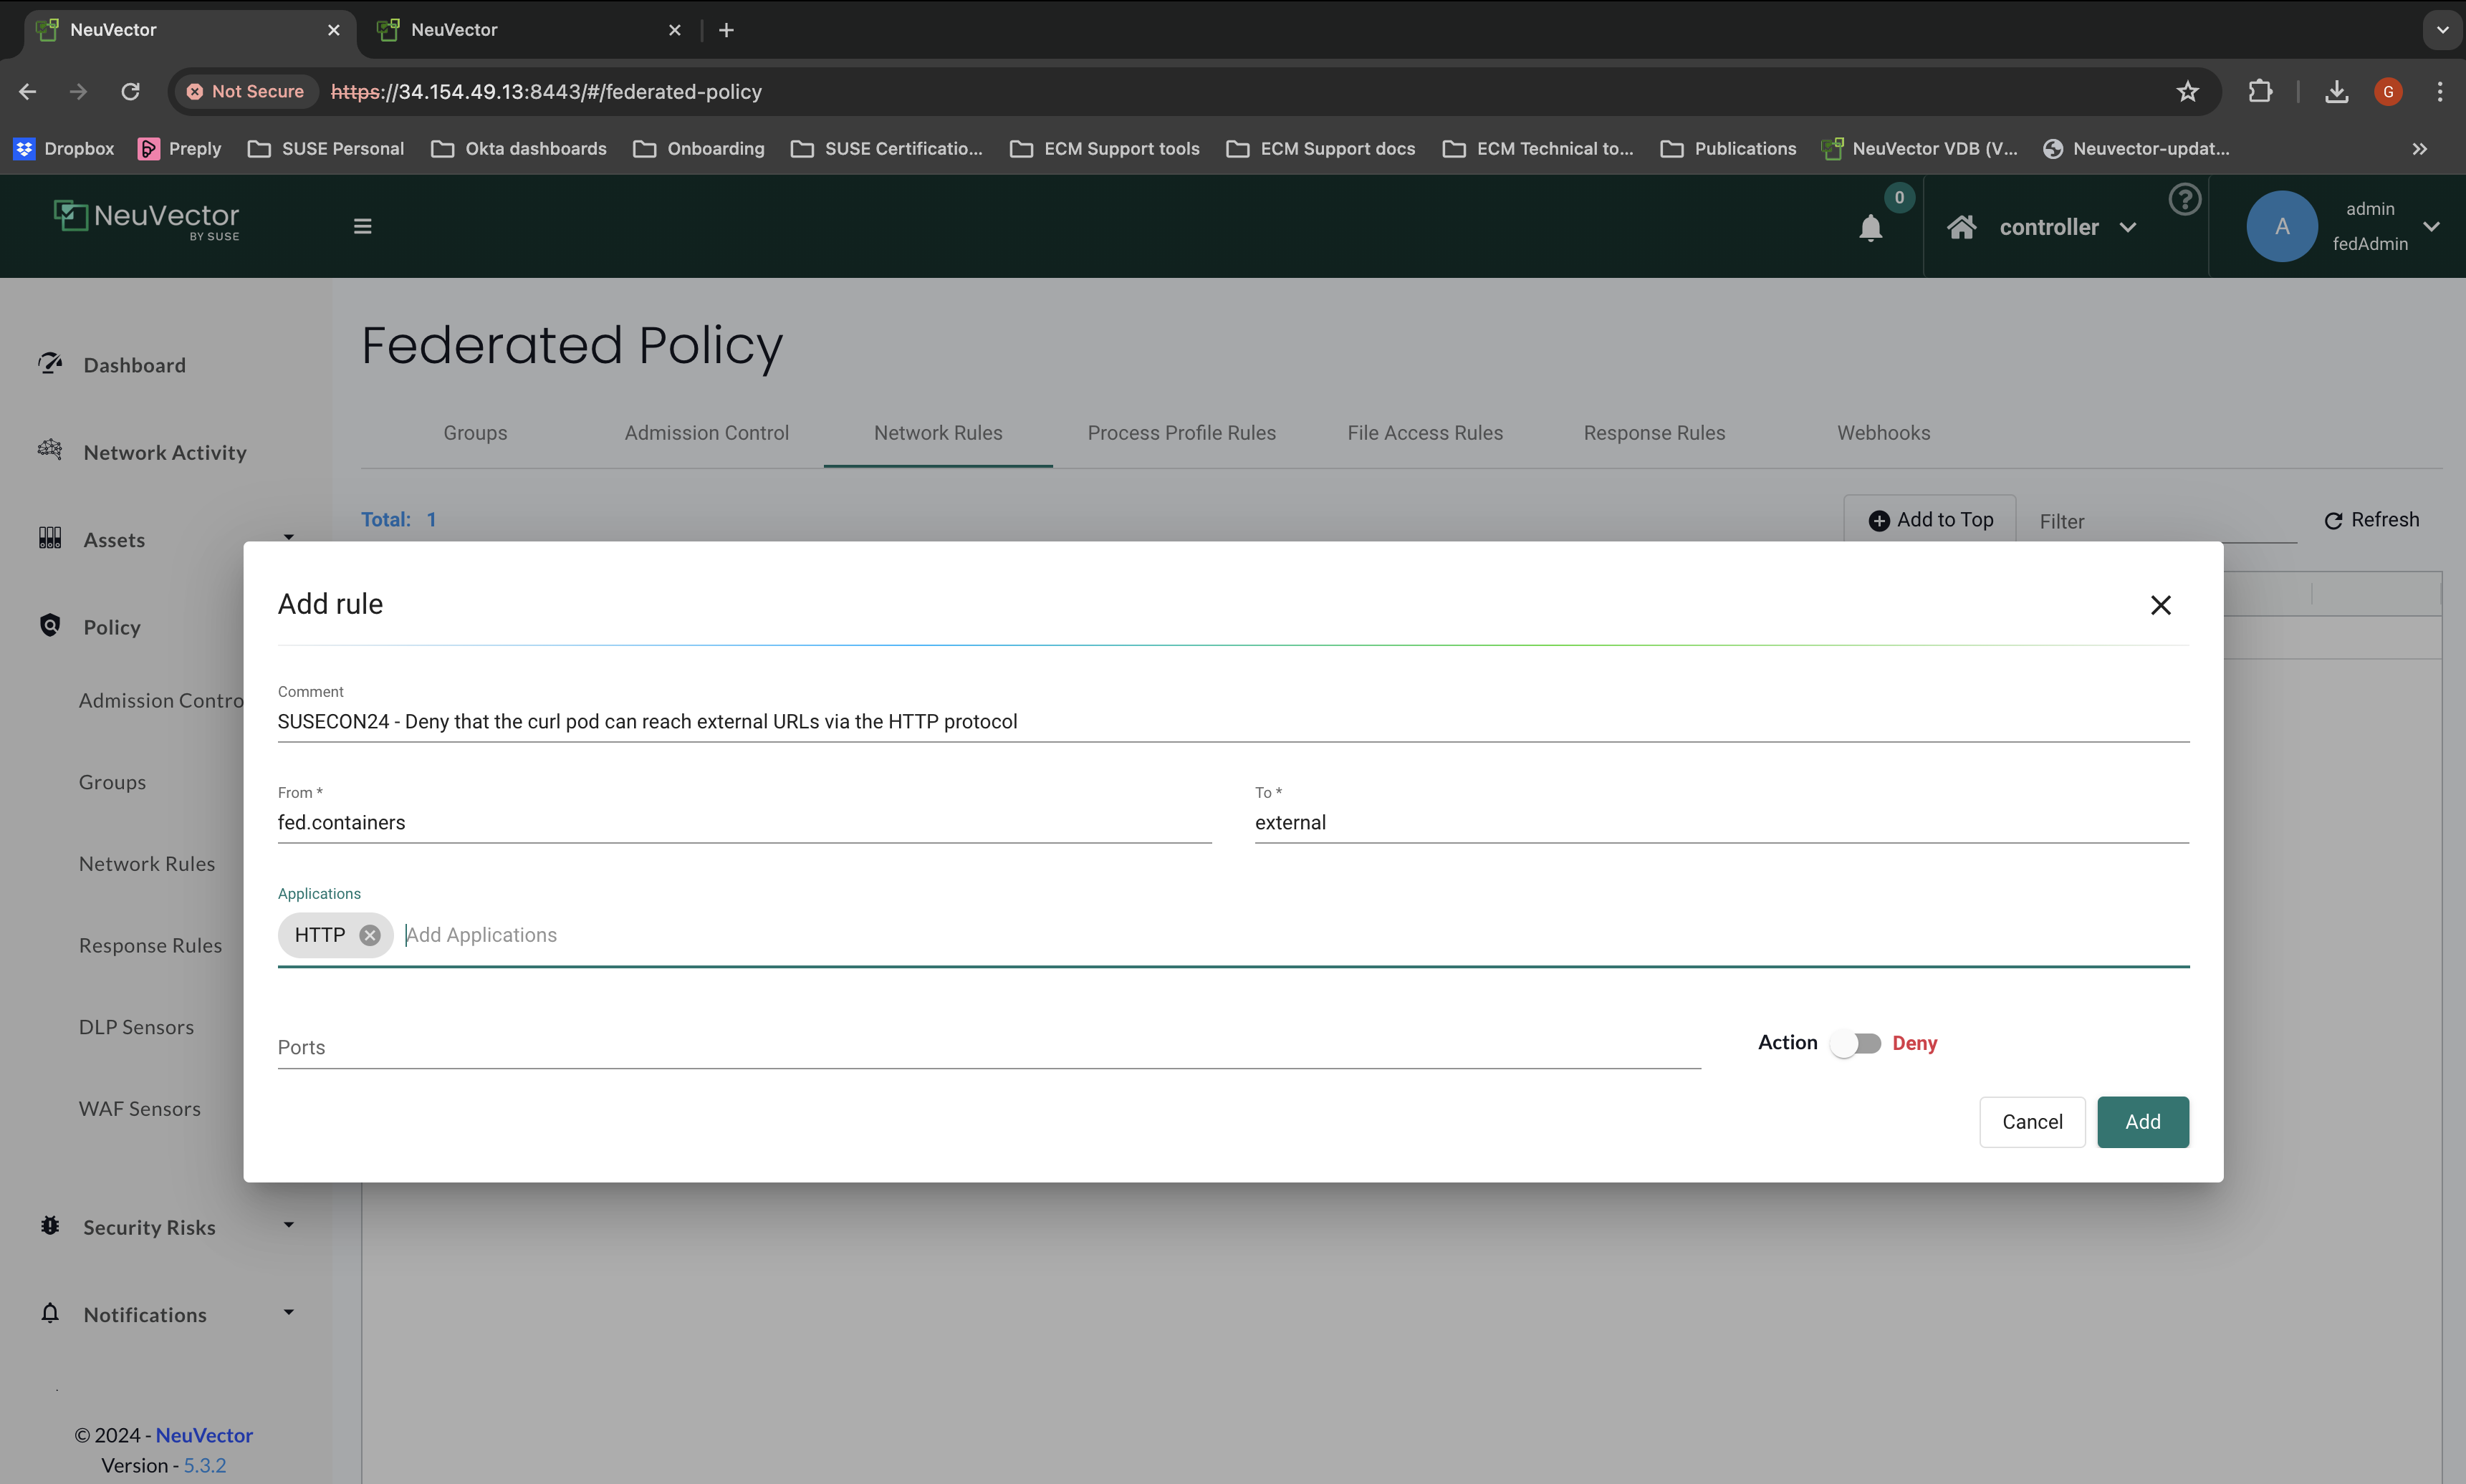 NeuVector
NeuVector
Not Secure
https://34.154.49.13:8443/#/federated-policy
G
Dropbox
Preply
SUSE Personal
Okta dashboards
Onboarding
SUSE Certificatio...
ECM Support tools
ECM Support docs
ECM Technical to...
Publications
NeuVector VDB (V...
Neuvector-updat...
NeuVector
BY SUSE
0
controller
?
A
admin
fedAdmin
Dashboard
Network Activity
Assets
Policy
Admission Contro
Groups
Network Rules
Response Rules
DLP Sensors
WAF Sensors
Security Risks
Notifications
© 2024 - NeuVector
Version - 5.3.2
Federated Policy
Groups
Admission Control
Network Rules
Process Profile Rules
File Access Rules
Response Rules
Webhooks
Total: 1
Add to Top
Filter
Refresh
Add rule
Comment
SUSECON24 - Deny that the curl pod can reach external URLs via the HTTP protocol
From *
fed.containers
To *
external
Applications
HTTP
Add Applications
Ports
Action
Deny
Cancel
Add